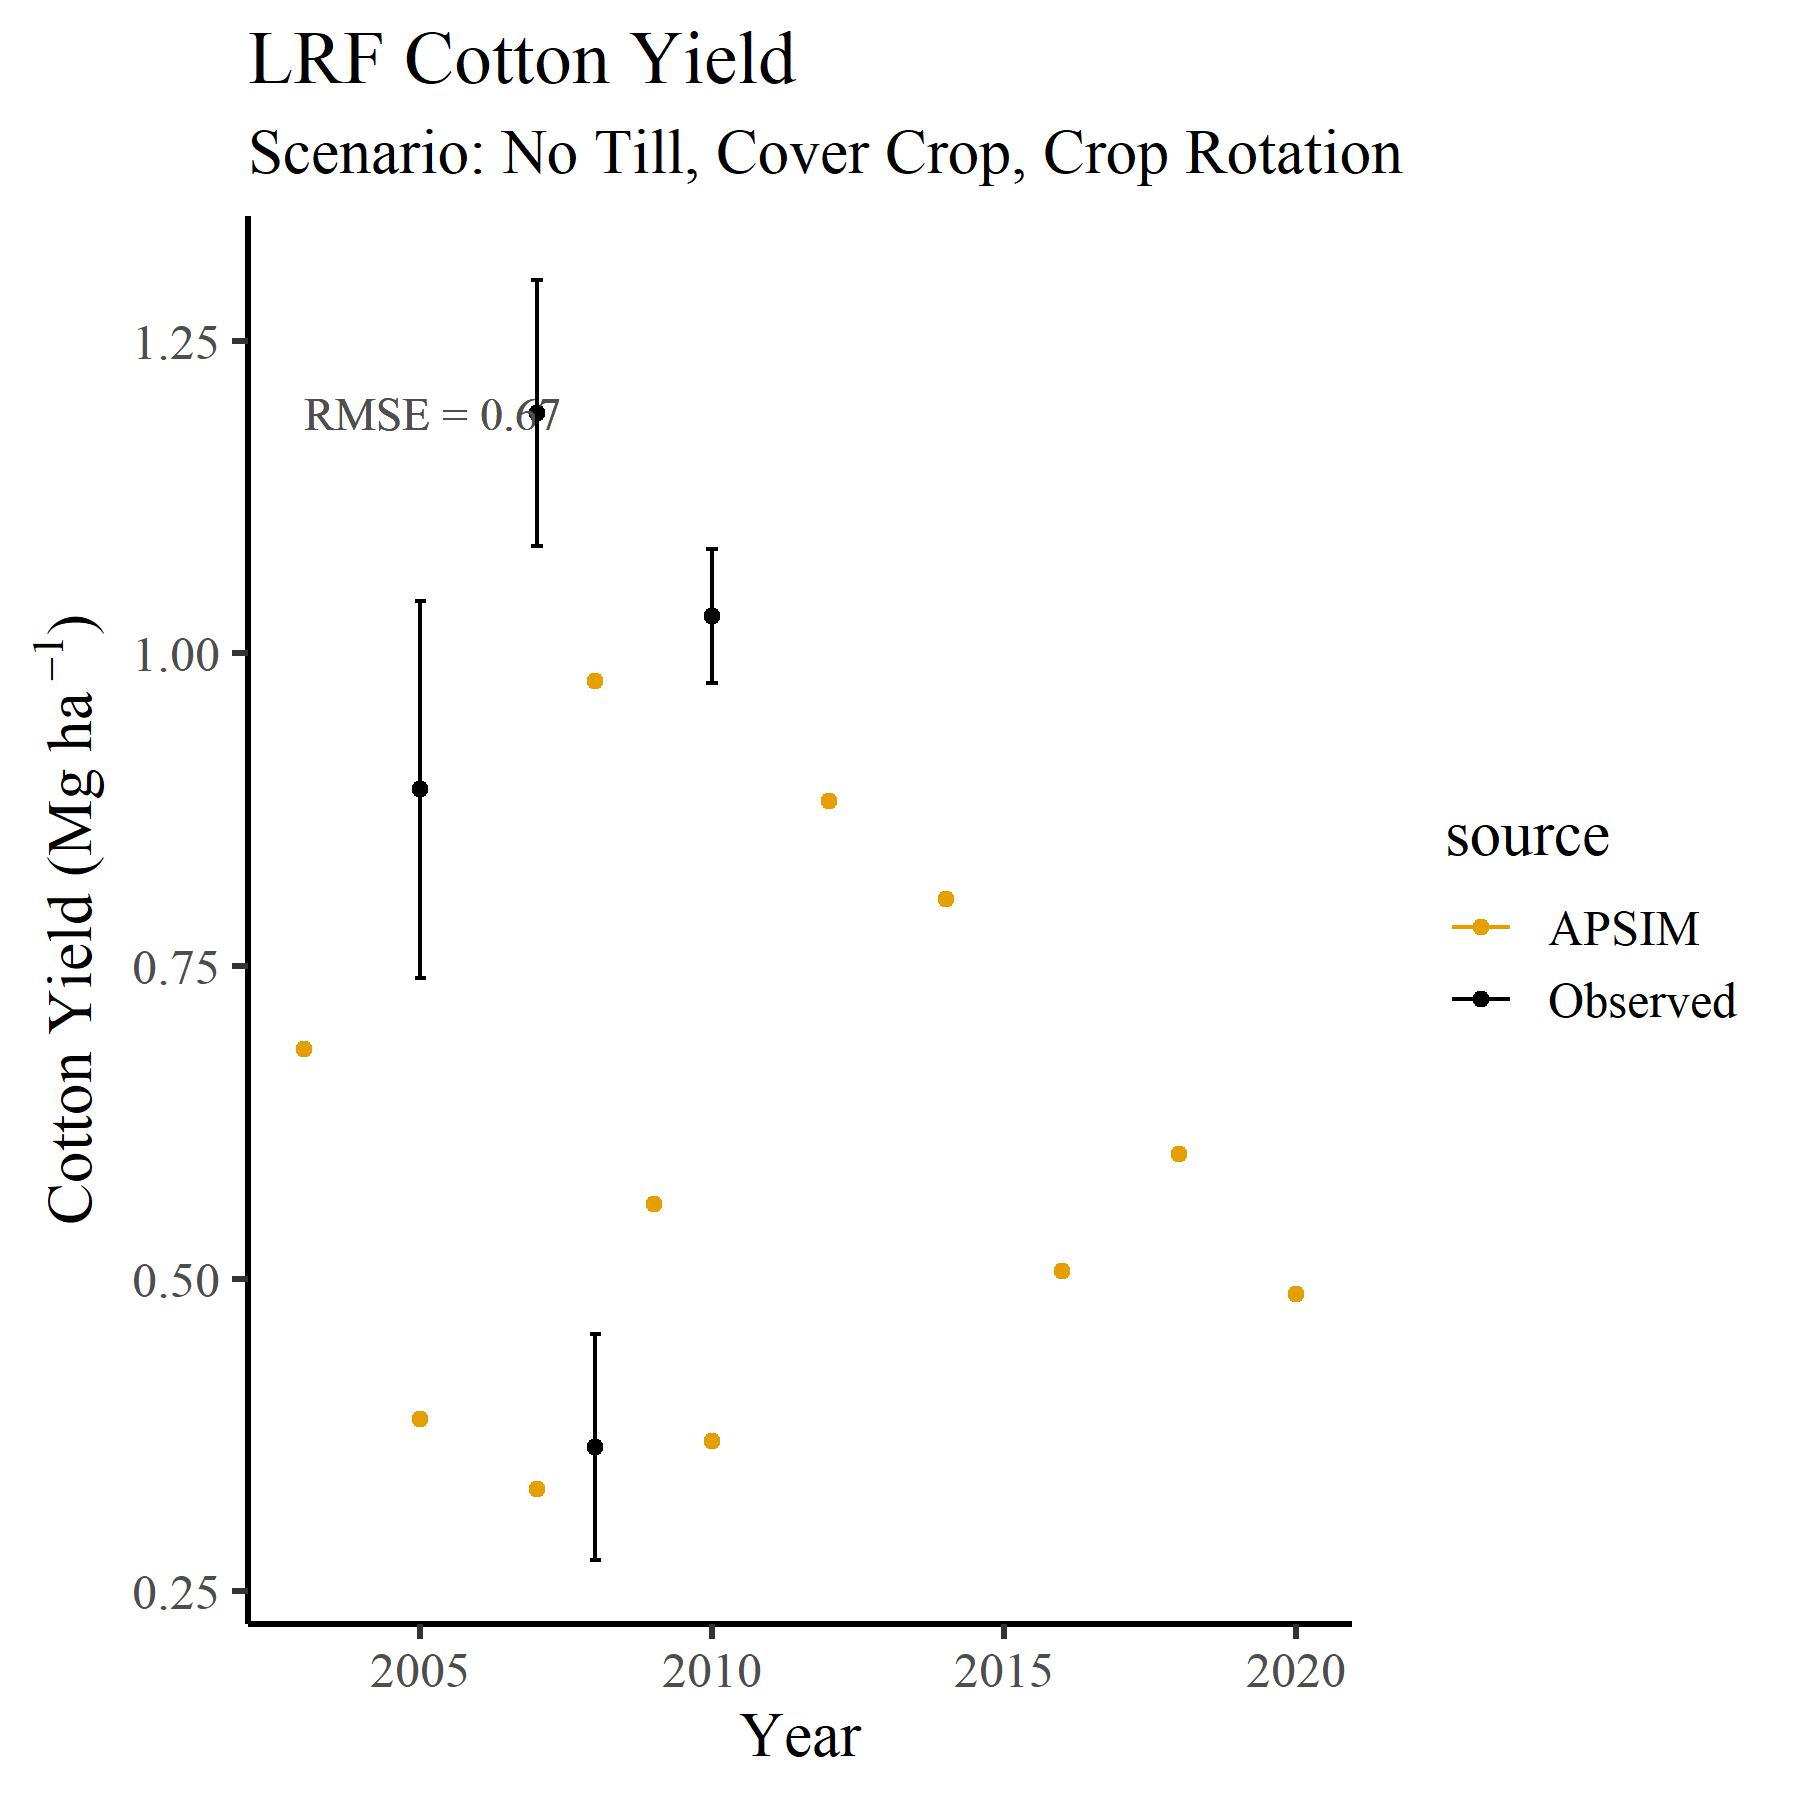 LRF Cotton Yield
Scenario: No Till, Cover Crop, Crop Rotation
Cotton Yield (Mg ha⁻¹)
1.25
1.00
0.75
0.50
0.25
RMSE = 0.67
2005 2010 2015 2020
Year
source
APSIM
Observed